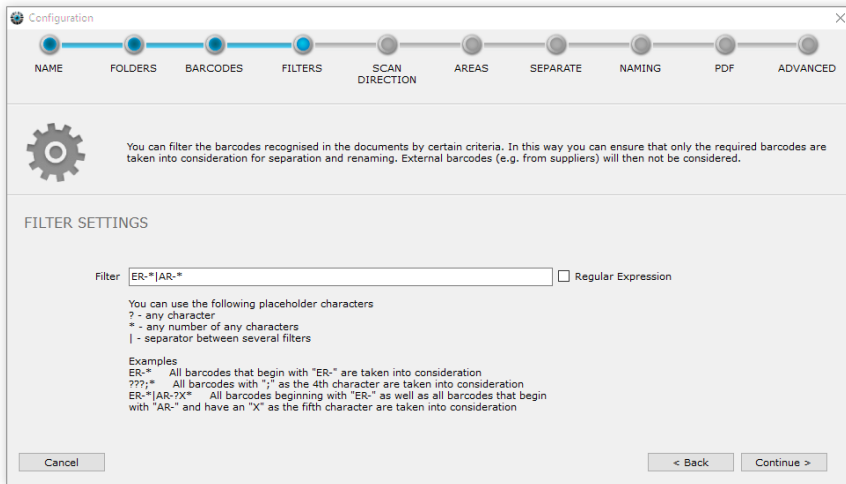 Configuration
NAME
FOLDERS
BARCODES
FILTERS
SCAN
DIRECTION
AREAS
SEPARATE
NAMING
PDF
ADVANCED
You can filter the barcodes recognised in the documents by certain criteria. In this way you can ensure that only the required barcodes are
taken into consideration for separation and renaming. External barcodes (e.g. from suppliers) will then not be considered.
FILTER SETTINGS
Filter ER-*|AR-* Regular Expression
You can use the following placeholder characters
? - any character
* - any number of any characters
| - separator between several filters
Examples
ER-* All barcodes that begin with "ER-" are taken into consideration
???;* All barcodes with ";" as the 4th character are taken into consideration
ER-*|AR-?X* All barcodes beginning with "ER-" as well as all barcodes that begin
with "AR-" and have an "X" as the fifth character are taken into consideration
Cancel < Back Continue >